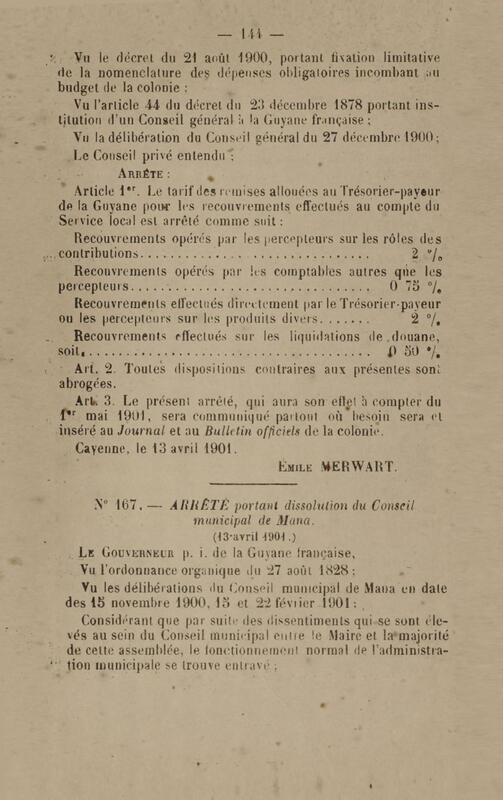 — 144 —
Vu le décret du 21 août 1900, portant fixation limitative
de la nomenclature des dépenses obligatoires incombant au
budget de la colonie ;
Vu l'article 44 du décret du 23 décembre 1878 portant ins-
titution d'un Conseil général à la Guyane française ;
Vu la délibération du Conseil général du 27 décembre 1900;
Le Conseil privé entendu ;
ARRÊTE :
Article 1er. Le tarif des remises allouées au Trésorier-payeur
de la Guyane pour les recouvrements effectués au compte du
Service local est arrêté comme suit :
Recouvrements opérés par les percepteurs sur les rôles des
contributions.............................. 2 %
Recouvrements opérés par les comptables autres que les
percepteurs............................... 0 75 %
Recouvrements effectués directement par le Trésorier-payeur
ou les percepteurs sur les produits divers....... 2 %
Recouvrements effectués sur les liquidations de douane,
soit..................................... 0 50 %
Art. 2. Toutes dispositions contraires aux présentes sont
abrogées.
Art. 3. Le présent arrêté, qui aura son effet à compter du
1er mai 1901, sera communiqué partout où besoin sera et
inséré au Journal et au Bulletin officiels de la colonie.
Cayenne, le 13 avril 1901.
ÉMILE MERWART.
N° 167. — ARRÊTÉ portant dissolution du Conseil
municipal de Mana.
(13 avril 1901.)
LE GOUVERNEUR p. i. de la Guyane française,
Vu l'ordonnance organique du 27 août 1828 ;
Vu les délibérations du Conseil municipal de Mana en date
des 15 novembre 1900, 15 et 22 février 1901 ;
Considérant que par suite des dissentiments qui se sont éle-
vés au sein du Conseil municipal entre le Maire et la majorité
de cette assemblée, le fonctionnement normal de l'administra-
tion municipale se trouve entravé ;